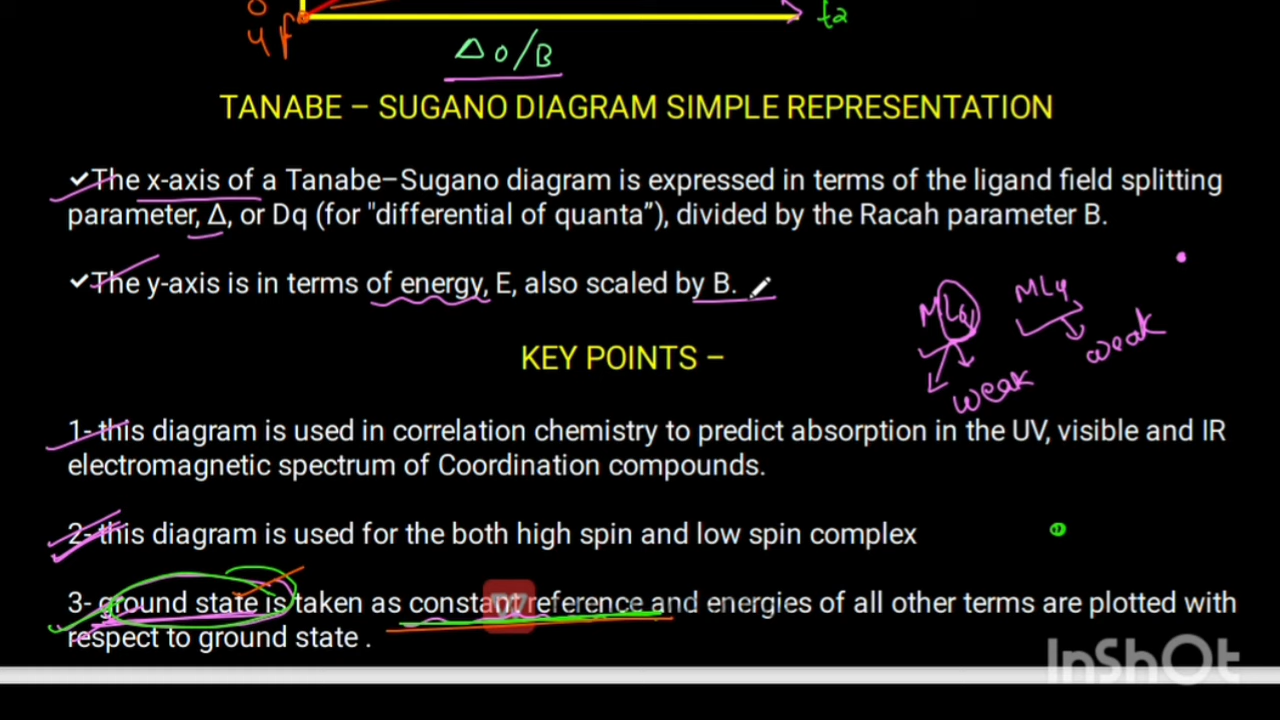 0
4F
t2
Δ0/B
TANABE – SUGANO DIAGRAM SIMPLE REPRESENTATION
✓The x-axis of a Tanabe–Sugano diagram is expressed in terms of the ligand field splitting
parameter, Δ, or Dq (for "differential of quanta”), divided by the Racah parameter B.
✓The y-axis is in terms of energy, E, also scaled by B.
ML4
weak
weak
KEY POINTS –
1- this diagram is used in correlation chemistry to predict absorption in the UV, visible and IR
electromagnetic spectrum of Coordination compounds.
2- this diagram is used for the both high spin and low spin complex
3- ground state is taken as constant reference and energies of all other terms are plotted with
respect to ground state .
InShOt